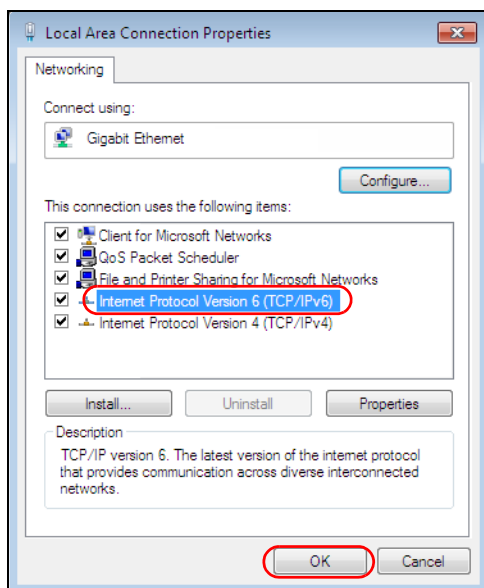 Local Area Connection Properties
Networking
Connect using:
Gigabit Ethernet
Configure...
This connection uses the following items:
Client for Microsoft Networks
QoS Packet Scheduler
File and Printer Sharing for Microsoft Networks
Internet Protocol Version 6 (TCP/IPv6)
Internet Protocol Version 4 (TCP/IPv4)
Install...
Uninstall
Properties
Description
TCP/IP version 6. The latest version of the internet protocol
that provides communication across diverse interconnected
networks.
OK
Cancel